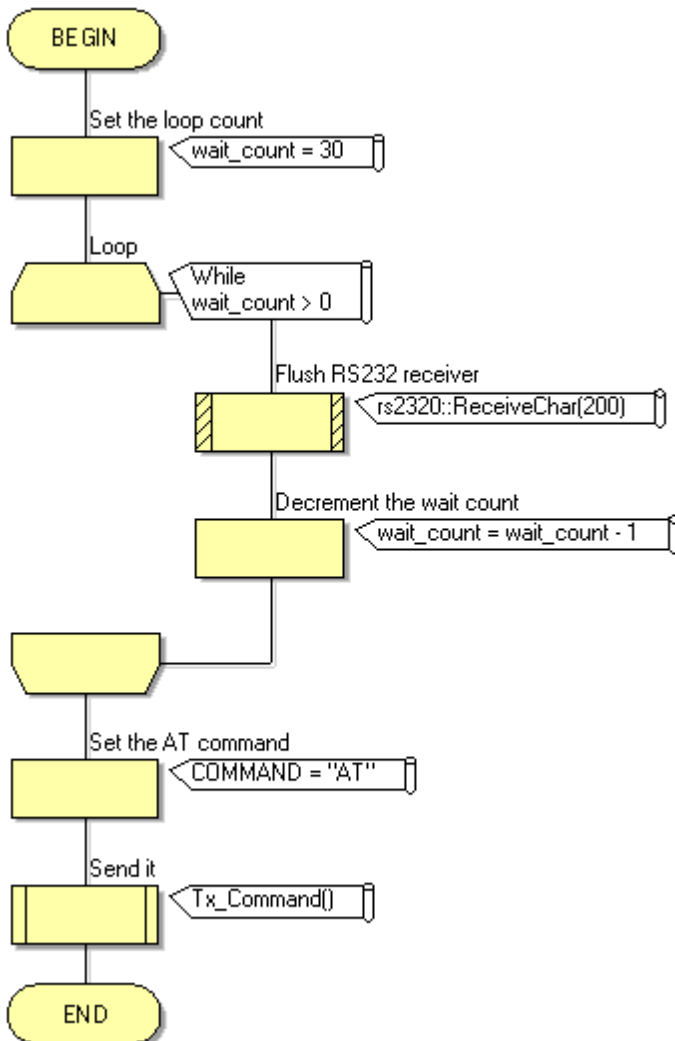 BEGIN
Set the loop count
wait_count = 30
Loop
While
wait_count > 0
Flush RS232 receiver
rs2320::ReceiveChar(200)
Decrement the wait count
wait_count = wait_count - 1
Set the AT command
COMMAND = "AT"
Send it
Tx_Command()
END